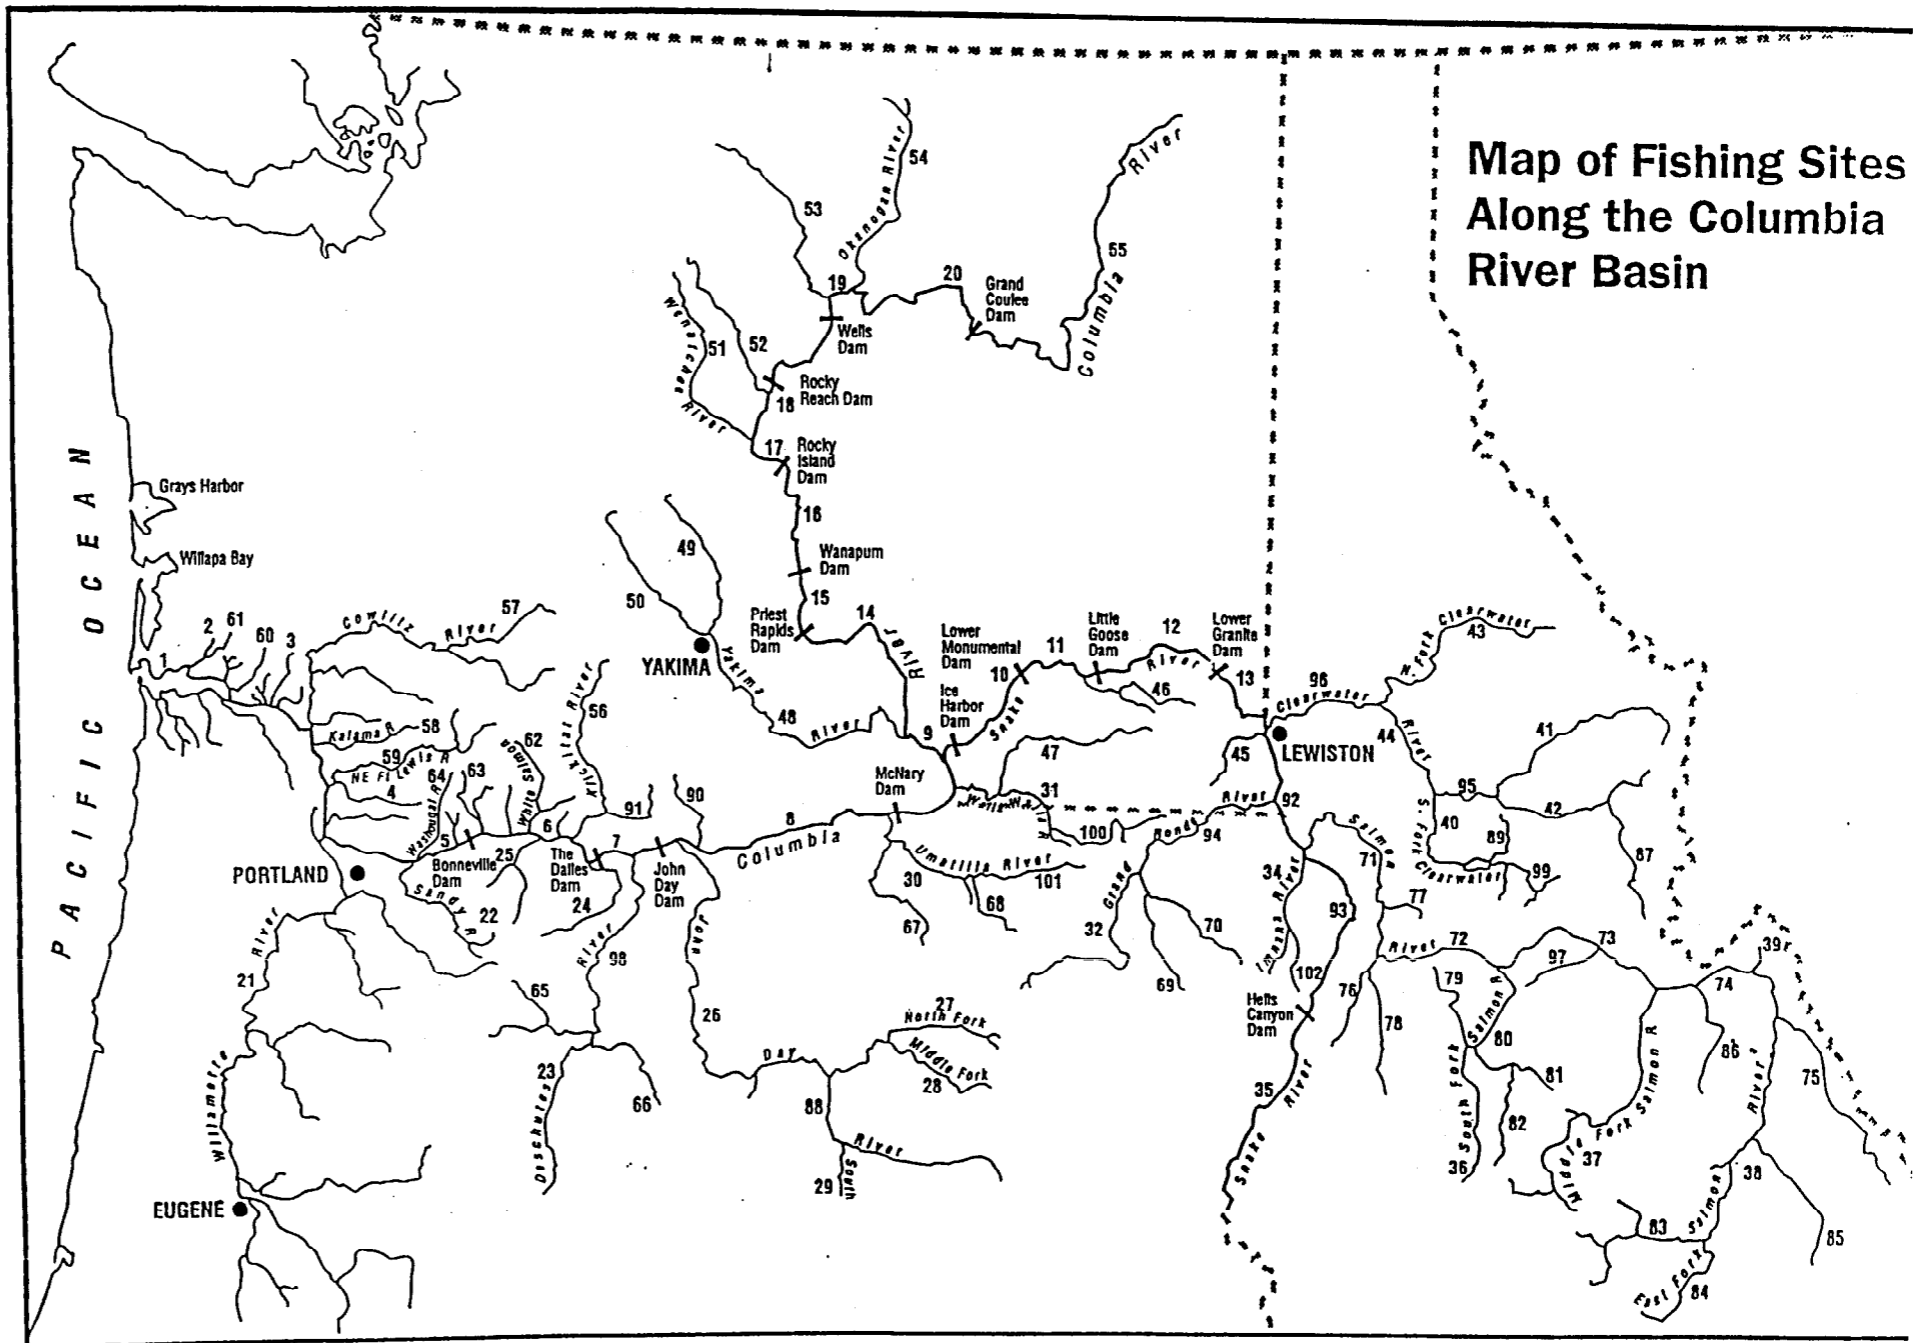 Map of Fishing Sites
Along the Columbia
River Basin
PACIFIC OCEAN
Grays Harbor
Willapa Bay
54
Okanogan River
53
River
55
Columbia
19
20
Grand
Coulee
Dam
Wells
Dam
Wenatchee
River
51
52
Rocky
Reach Dam
18
17
Rocky
Island
Dam
16
49
50
Wanapum
Dam
15
14
Priest
Rapids
Dam
River
YAKIMA
Yakima
48
River
1
2
61
60
3
Cowlitz
River
57
Kalama R
58
59
NE Ft Lewis R
4
64
63
62
White Salmon
Klickitat River
56
Washougal R
5
6
91
90
7
8
Columbia
9
Lower
Monumental
Dam
10
11
Little
Goose
Dam
12
River
Lower
Granite
Dam
13
Ice
Harbor
Dam
Snake
46
47
45
McNary
Dam
31
Walla Walla R
100
Ronde
94
River
92
Clearwater
96
N. Fork Clearwater
43
LEWISTON
44
River
41
95
42
40
89
S. Fork
Clearwater
99
87
PORTLAND
Bonneville
Dam
25
The
Dalles
Dam
24
John
Day
Dam
Sandy R
22
River
21
Willamette
EUGENE
River
98
65
23
Deschutes
66
John
26
DAY
27
North Fork
Middle Fork
28
88
River
29
South
Umatilla River
30
101
67
68
Grand
32
70
69
34
Imnaha River
93
102
Hells
Canyon
Dam
35
Snake
River
Salmon
71
77
River
72
97
73
76
78
79
Salmon R
80
81
82
South Fork
36
Salmon R
Middle Fork
37
74
39
86
75
River
38
85
Salmon
83
East Fork
84